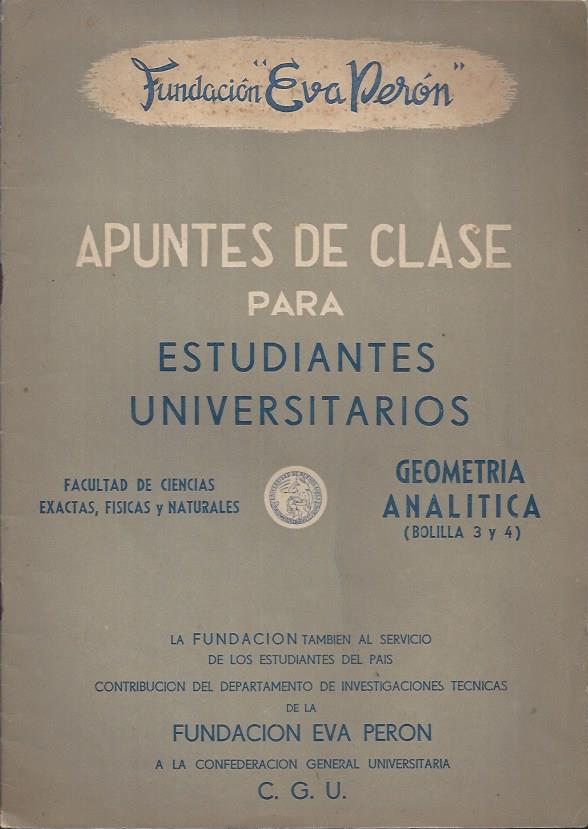 Fundación "Eva Perón"
APUNTES DE CLASE
PARA
ESTUDIANTES
UNIVERSITARIOS
FACULTAD DE CIENCIAS
EXACTAS, FISICAS y NATURALES
GEOMETRIA
ANALITICA
(BOLILLA 3 y 4)
LA FUNDACION TAMBIEN AL SERVICIO
DE LOS ESTUDIANTES DEL PAIS
CONTRIBUCION DEL DEPARTAMENTO DE INVESTIGACIONES TECNICAS
DE LA
FUNDACION EVA PERON
A LA CONFEDERACION GENERAL UNIVERSITARIA
C. G. U.